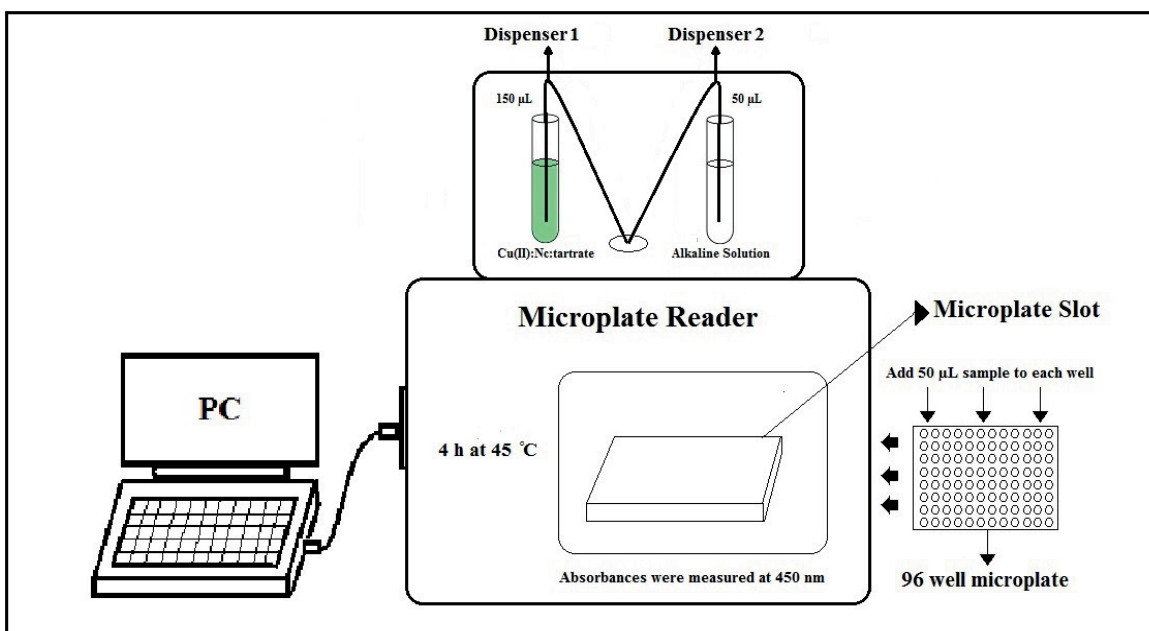 Dispenser 1
Dispenser 2
150 µL
50 µL
Cu(II):Nc:tartrate
Alkaline Solution
Microplate Reader
Microplate Slot
Add 50 µL sample to each well
PC
4 h at 45 °C
Absorbances were measured at 450 nm
96 well microplate